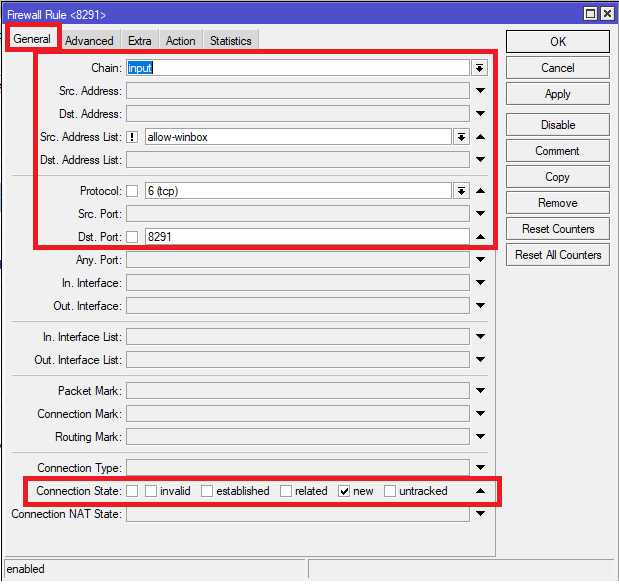 Firewall Rule <8291>
General Advanced Extra Action Statistics
Chain: input
Src. Address:
Dst. Address:
Src. Address List: ! allow-winbox
Dst. Address List:
Protocol: 6 (tcp)
Src. Port:
Dst. Port: 8291
Any. Port:
In. Interface:
Out. Interface:
In. Interface List:
Out. Interface List:
Packet Mark:
Connection Mark:
Routing Mark:
Connection Type:
Connection State: invalid established related new untracked
Connection NAT State:
OK
Cancel
Apply
Disable
Comment
Copy
Remove
Reset Counters
Reset All Counters
enabled